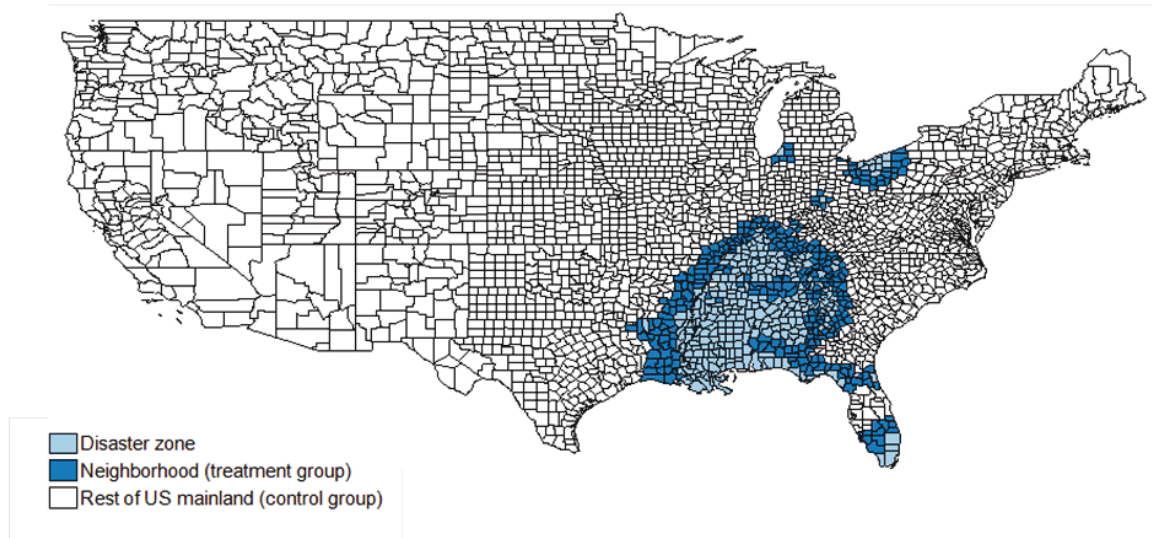 Disaster zone
Neighborhood (treatment group)
Rest of US mainland (control group)